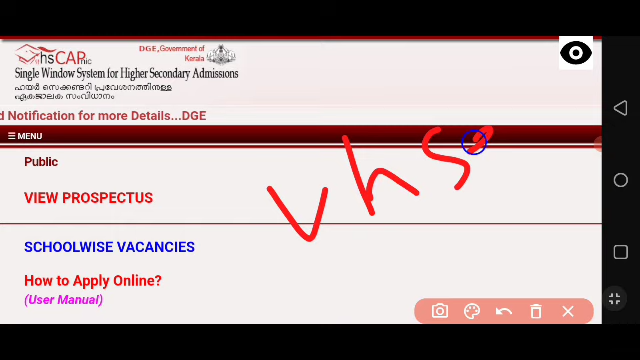 hsCAPnic
DGE,Government of
Kerala
Single Window System for Higher Secondary Admissions
ഹയർ സെക്കണ്ടറി പ്രവേശനത്തിനുള്ള
ഏകജാലക സംവിധാനം
d Notification for more Details...DGE
☰ MENU
Public
VIEW PROSPECTUS
SCHOOLWISE VACANCIES
How to Apply Online?
(User Manual)
vhs